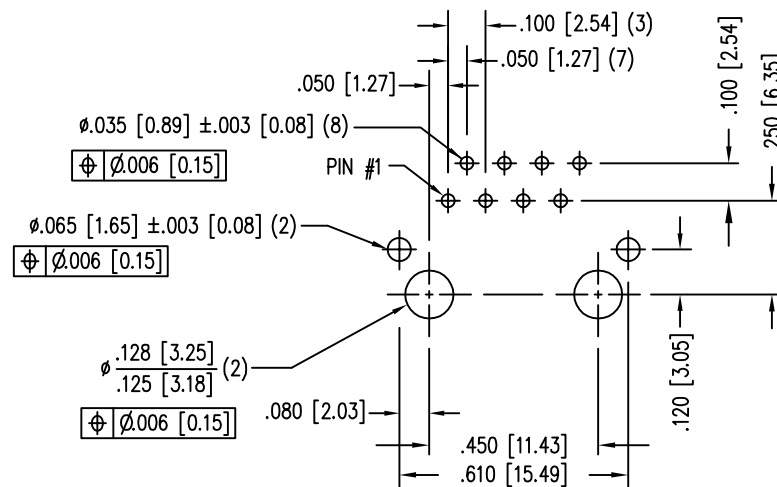 .100 [2.54] (3)
.050 [1.27] (7)
.050 [1.27]
.100 [2.54]
.250 [6.35]
ø.035 [0.89] ±.003 [0.08] (8)
⌖ Ø.006 [0.15]
PIN #1
ø.065 [1.65] ±.003 [0.08] (2)
⌖ Ø.006 [0.15]
ø .128 [3.25]
.125 [3.18] (2)
⌖ Ø.006 [0.15]
.080 [2.03]
.120 [3.05]
.450 [11.43]
.610 [15.49]